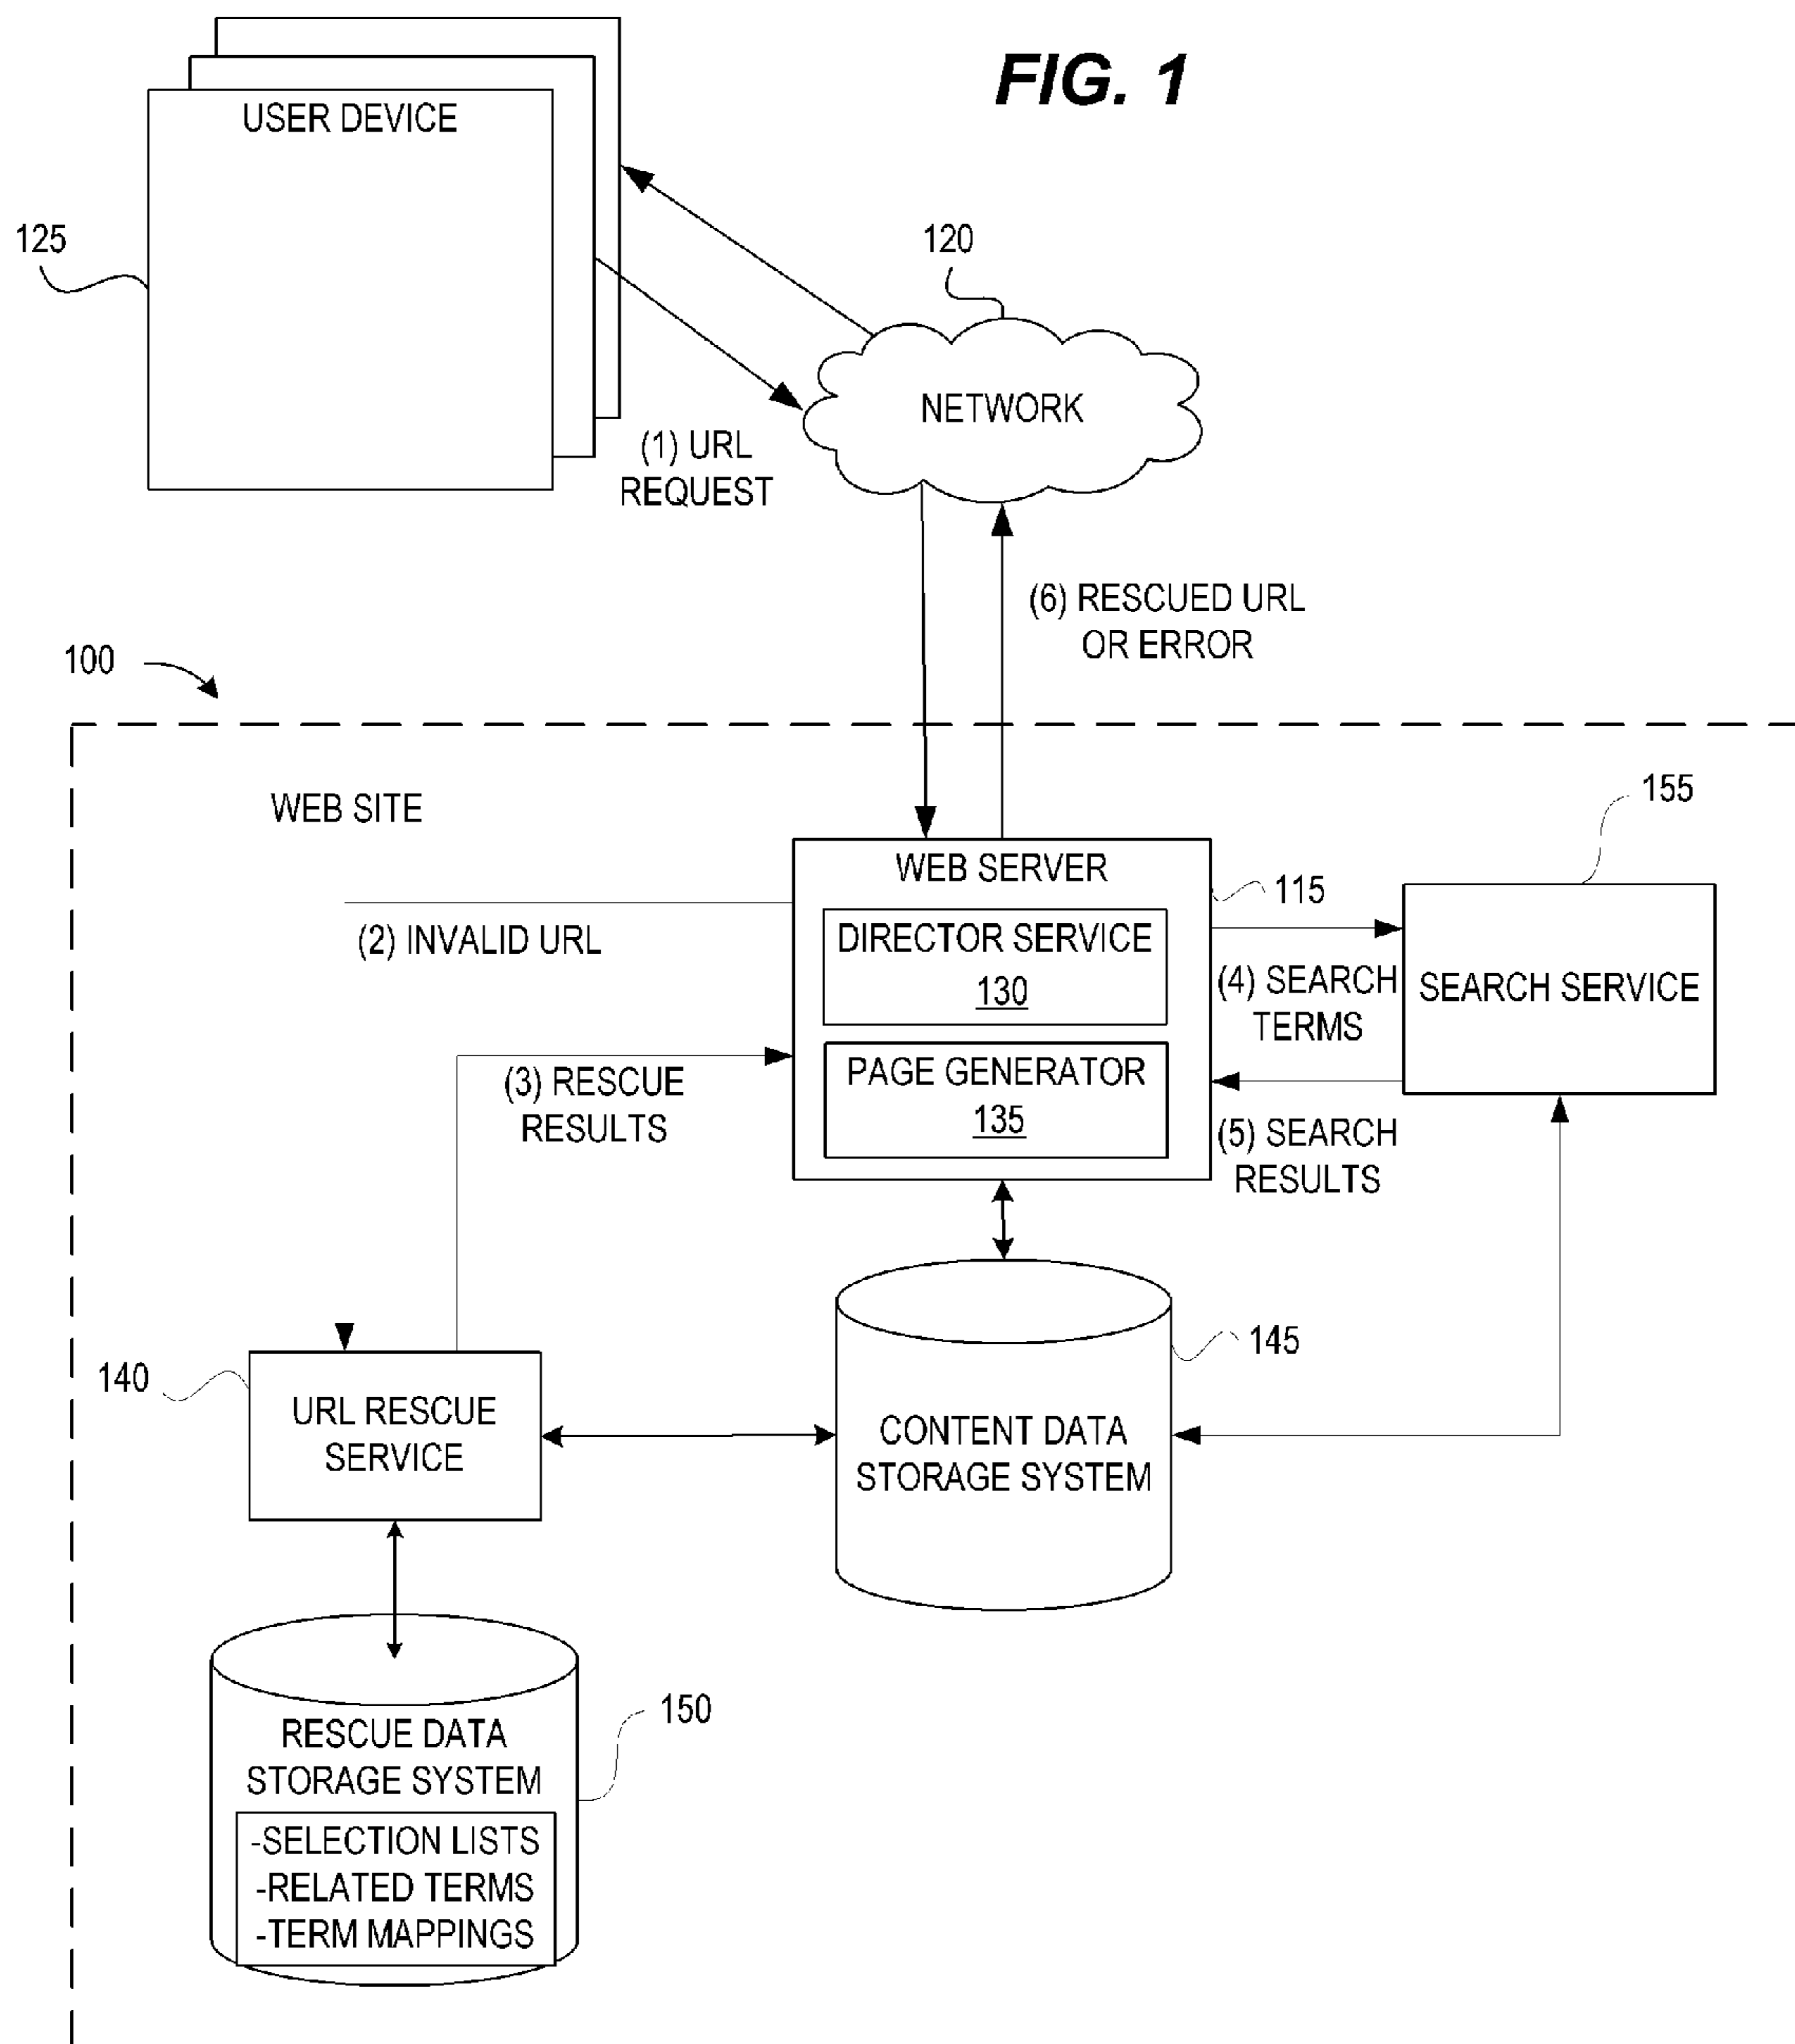 FIG. 1
USER DEVICE
125
120
NETWORK
(1) URL
REQUEST
(6) RESCUED URL
OR ERROR
100
WEB SITE
155
WEB SERVER
115
(2) INVALID URL
DIRECTOR SERVICE
130
(4) SEARCH
TERMS
SEARCH SERVICE
(3) RESCUE
RESULTS
PAGE GENERATOR
135
(5) SEARCH
RESULTS
145
140
URL RESCUE
SERVICE
CONTENT DATA
STORAGE SYSTEM
150
RESCUE DATA
STORAGE SYSTEM
-SELECTION LISTS
-RELATED TERMS
-TERM MAPPINGS